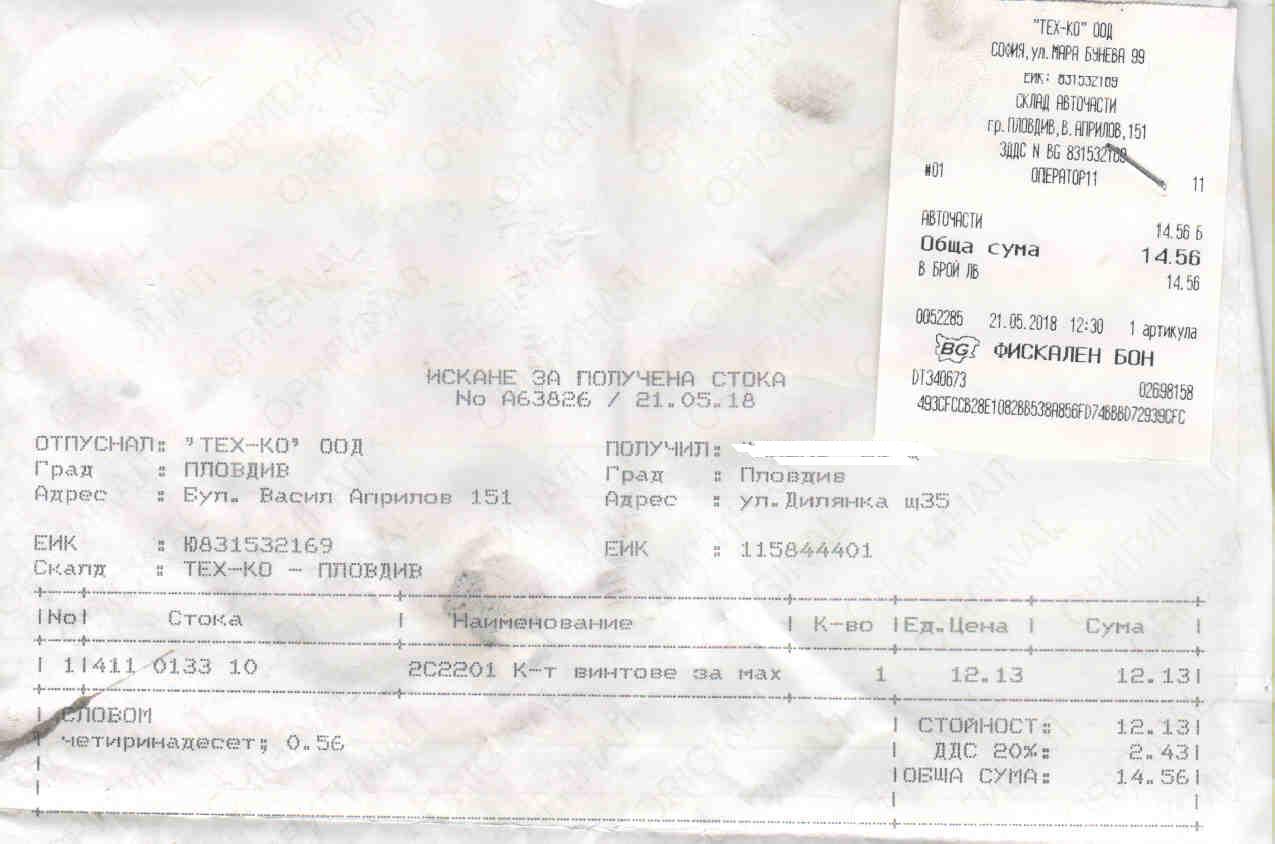 "ТЕХ-КО" ООД
СОФИЯ, ул. МАРА БУНЕВА 99
ЕИК: 831532169
СКЛАД АВТОЧАСТИ
гр. ПЛОВДИВ, В. АПРИЛОВ, 151
ЗДДС N BG 831532169
#01 ОПЕРАТОР11 11
АВТОЧАСТИ 14.56 Б
Обща сума 14.56
В БРОЙ ЛВ 14.56
0052285 21.05.2018 12:30 1 артикула
BG ФИСКАЛЕН БОН
DT340673 02698158
493CFCCB28E1082BB538A856FD74BBBD72939CFC
ИСКАНЕ ЗА ПОЛУЧЕНА СТОКА
No А63826 / 21.05.18
ОТПУСНАЛ: "ТЕХ-КО" ООД ПОЛУЧИЛ:
Град : ПЛОВДИВ Град : Пловдив
Адрес : Бул. Васил Априлов 151 Адрес : ул.Дилянка щ35
ЕИК : Ю831532169 ЕИК : 115844401
Скалд : ТЕХ-КО - ПЛОВДИВ
No Стока Наименование К-во Ед.Цена Сума
1 411 0133 10 2С2201 К-т винтове за мах 1 12.13 12.13
СЛОВОМ СТОЙНОСТ: 12.13
четиринадесет; 0.56 ДДС 20%: 2.43
ОБЩА СУМА: 14.56
ОРИГИНАЛ ORIGINAL